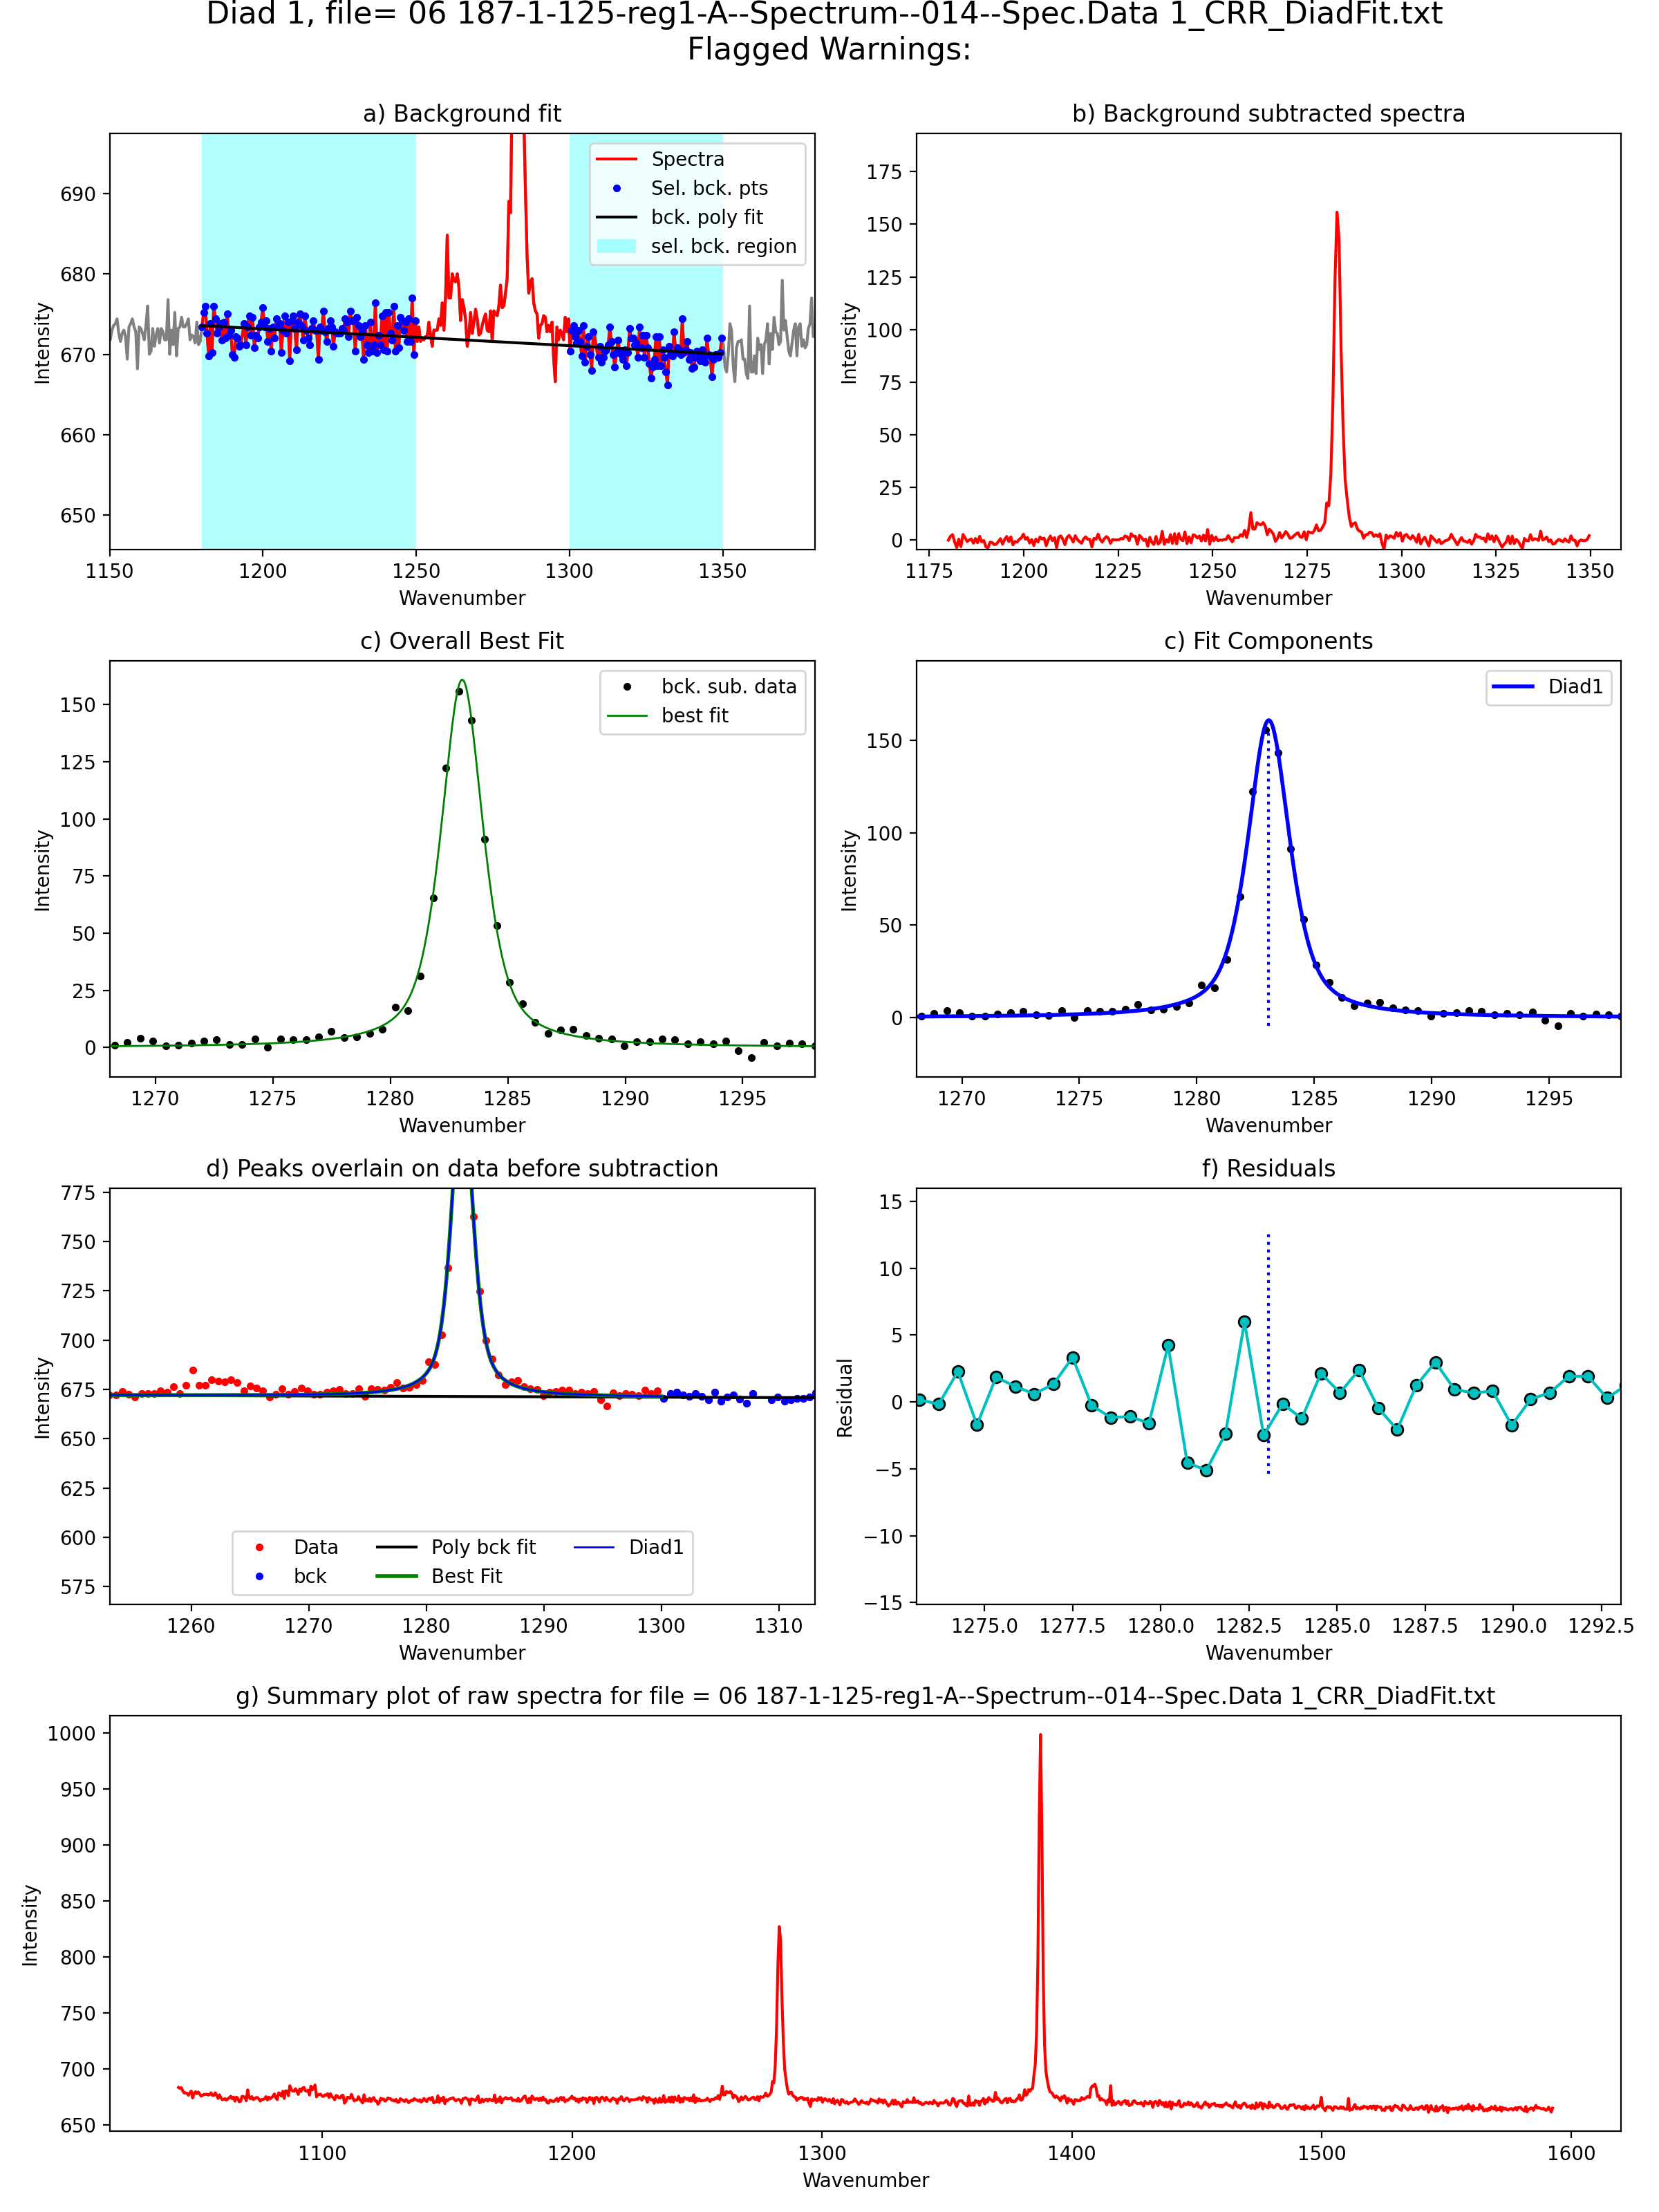 Diad 1, file= 06 187-1-125-reg1-A--Spectrum--014--Spec.Data 1_CRR_DiadFit.txt
Flagged Warnings:
a) Background fit
Spectra
Sel. bck. pts
bck. poly fit
sel. bck. region
690
680
670
660
650
Intensity
1150 1200 1250 1300 1350
Wavenumber
b) Background subtracted spectra
175
150
125
100
75
50
25
0
Intensity
1175 1200 1225 1250 1275 1300 1325 1350
Wavenumber
c) Overall Best Fit
bck. sub. data
best fit
150
125
100
75
50
25
0
Intensity
1270 1275 1280 1285 1290 1295
Wavenumber
c) Fit Components
Diad1
150
100
50
0
Intensity
1270 1275 1280 1285 1290 1295
Wavenumber
d) Peaks overlain on data before subtraction
775
750
725
700
675
650
625
600
575
Intensity
Data
bck
Poly bck fit
Best Fit
Diad1
1260 1270 1280 1290 1300 1310
Wavenumber
f) Residuals
15
10
5
0
−5
−10
−15
Residual
1275.0 1277.5 1280.0 1282.5 1285.0 1287.5 1290.0 1292.5
Wavenumber
g) Summary plot of raw spectra for file = 06 187-1-125-reg1-A--Spectrum--014--Spec.Data 1_CRR_DiadFit.txt
1000
950
900
850
800
750
700
650
Intensity
1100 1200 1300 1400 1500 1600
Wavenumber